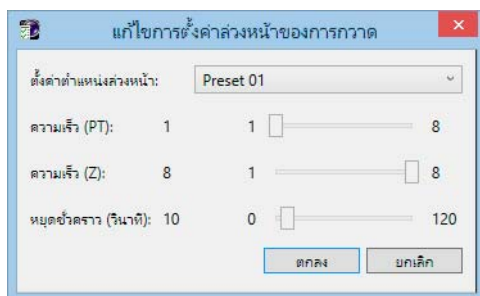 แก้ไขการตั้งค่าล่วงหน้าของการกวาด
ตั้งค่าตำแหน่งล่วงหน้า: Preset 01
ความเร็ว (PT): 1 1 8
ความเร็ว (Z): 8 1 8
หยุดชั่วคราว (วินาที): 10 0 120
ตกลง ยกเลิก